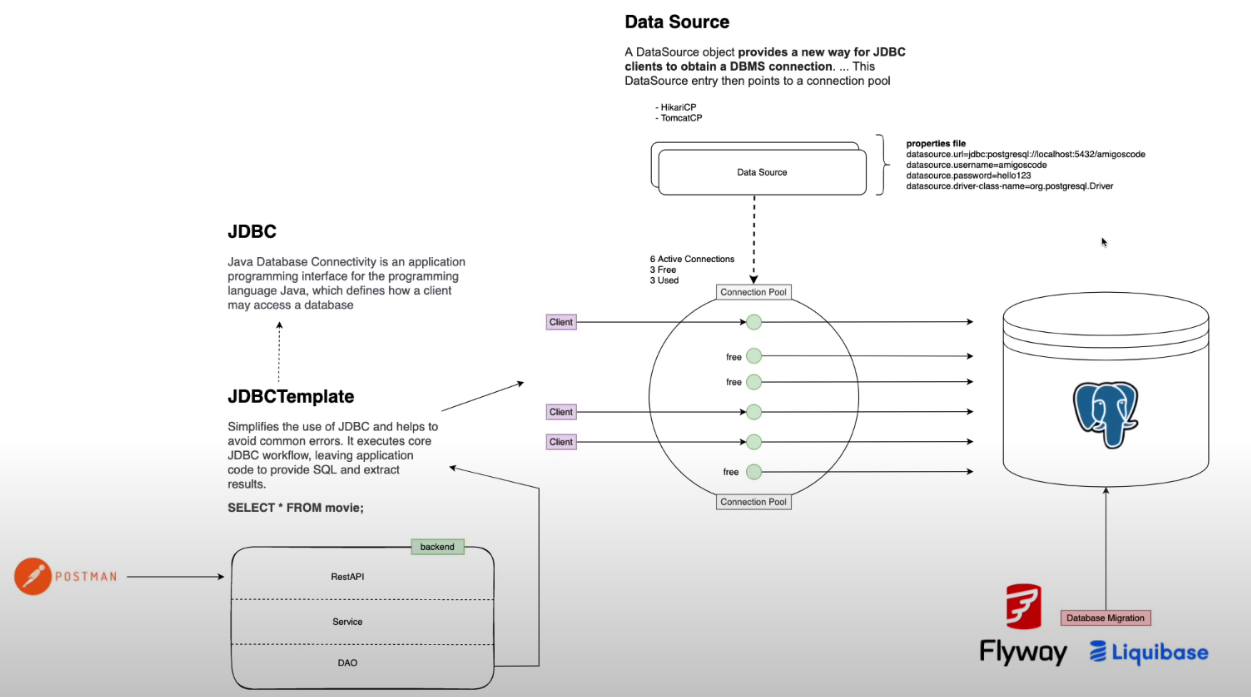 Data Source
A DataSource object provides a new way for JDBC
clients to obtain a DBMS connection. ... This
DataSource entry then points to a connection pool
- HikariCP
- TomcatCP
Data Source
properties file
datasource.url=jdbc:postgresql://localhost:5432/amigoscode
datasource.username=amigoscode
datasource.password=hello123
datasource.driver-class-name=org.postgresql.Driver
JDBC
Java Database Connectivity is an application
programming interface for the programming
language Java, which defines how a client
may access a database
6 Active Connections
3 Free
3 Used
Connection Pool
Client
free
free
Client
Client
free
Connection Pool
JDBCTemplate
Simplifies the use of JDBC and helps to
avoid common errors. It executes core
JDBC workflow, leaving application
code to provide SQL and extract
results.
SELECT * FROM movie;
backend
POSTMAN
RestAPI
Service
DAO
Database Migration
Flyway
Liquibase